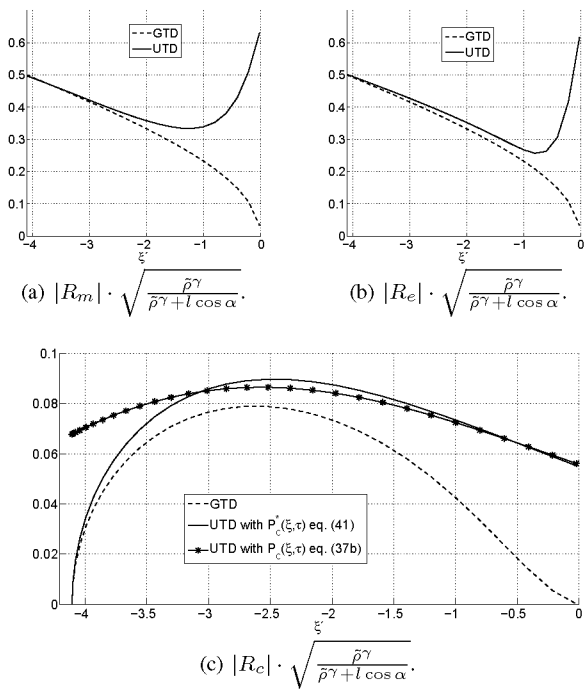 GTD
UTD
0.6
0.5
0.4
0.3
0.2
0.1
0
−4 −3 −2 −1 0
ξ′
(a) |R_m| · √(ρ̃^γ / (ρ̃^γ + l cos α)).
GTD
UTD
0.6
0.5
0.4
0.3
0.2
0.1
0
−4 −3 −2 −1 0
ξ′
(b) |R_e| · √(ρ̃^γ / (ρ̃^γ + l cos α)).
0.1
0.08
0.06
0.04
0.02
0
GTD
UTD with P*_C(ξ,τ) eq. (41)
UTD with P_C(ξ,τ) eq. (37b)
−4 −3.5 −3 −2.5 −2 −1.5 −1 −0.5 0
ξ′
(c) |R_c| · √(ρ̃^γ / (ρ̃^γ + l cos α)).